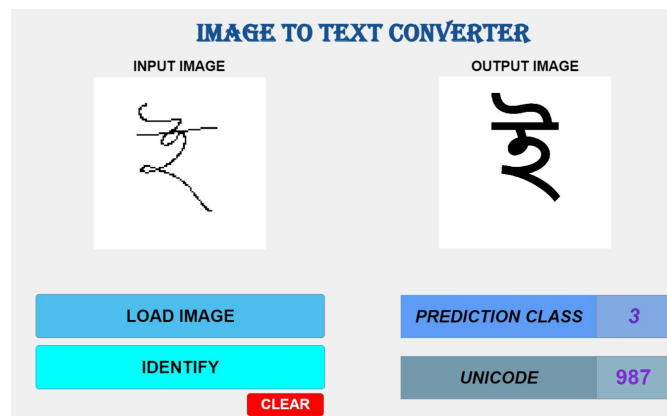 IMAGE TO TEXT CONVERTER
INPUT IMAGE
ই
LOAD IMAGE
IDENTIFY
CLEAR
OUTPUT IMAGE
ই
PREDICTION CLASS 3
UNICODE 987